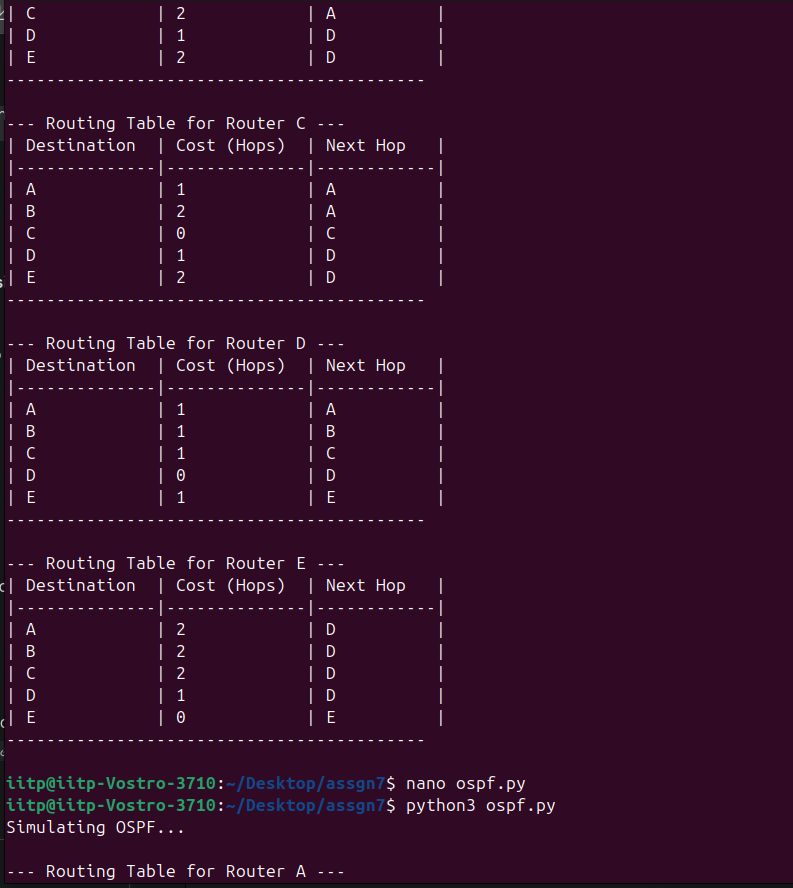 | C             | 2            | A          |
| D             | 1            | D          |
| E             | 2            | D          |
------------------------------------------

--- Routing Table for Router C ---
| Destination  | Cost (Hops)  | Next Hop   |
|--------------|--------------|------------|
| A             | 1            | A          |
| B             | 2            | A          |
| C             | 0            | C          |
| D             | 1            | D          |
| E             | 2            | D          |
------------------------------------------

--- Routing Table for Router D ---
| Destination  | Cost (Hops)  | Next Hop   |
|--------------|--------------|------------|
| A             | 1            | A          |
| B             | 1            | B          |
| C             | 1            | C          |
| D             | 0            | D          |
| E             | 1            | E          |
------------------------------------------

--- Routing Table for Router E ---
| Destination  | Cost (Hops)  | Next Hop   |
|--------------|--------------|------------|
| A             | 2            | D          |
| B             | 2            | D          |
| C             | 2            | D          |
| D             | 1            | D          |
| E             | 0            | E          |
------------------------------------------

iitp@iitp-Vostro-3710:~/Desktop/assgn7$ nano ospf.py
iitp@iitp-Vostro-3710:~/Desktop/assgn7$ python3 ospf.py
Simulating OSPF...

--- Routing Table for Router A ---